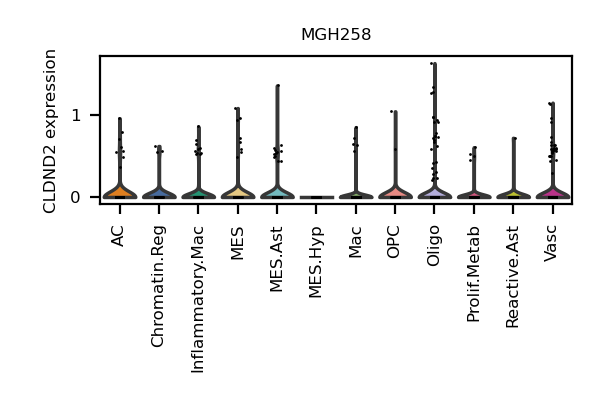 MGH258
CLDND2 expression
1
0
AC
Chromatin.Reg
Inflammatory.Mac
MES
MES.Ast
MES.Hyp
Mac
OPC
Oligo
Prolif.Metab
Reactive.Ast
Vasc